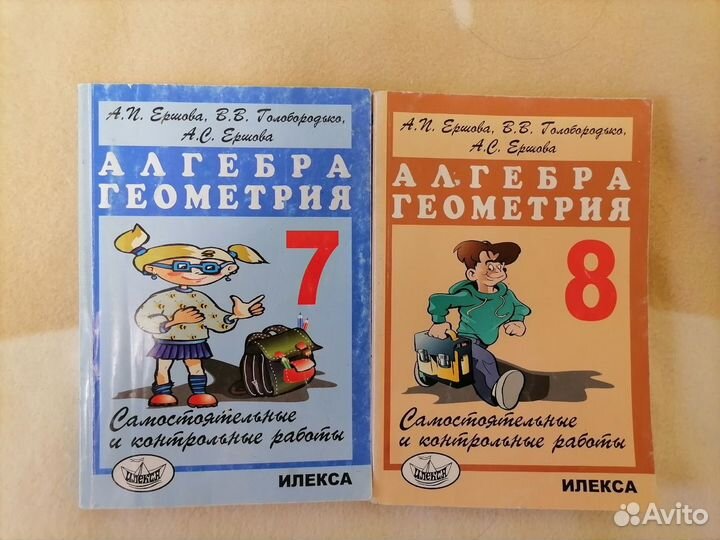 А.П. Ершова, В.В. Голобородько,
А.С. Ершова
АЛГЕБРА
ГЕОМЕТРИЯ
7
Самостоятельные
и контрольные работы
ИЛЕКСА
ИЛЕКСА
А.П. Ершова, В.В. Голобородько,
А.С. Ершова
АЛГЕБРА
ГЕОМЕТРИЯ
8
Самостоятельные
и контрольные работы
ИЛЕКСА
ИЛЕКСА
Avito